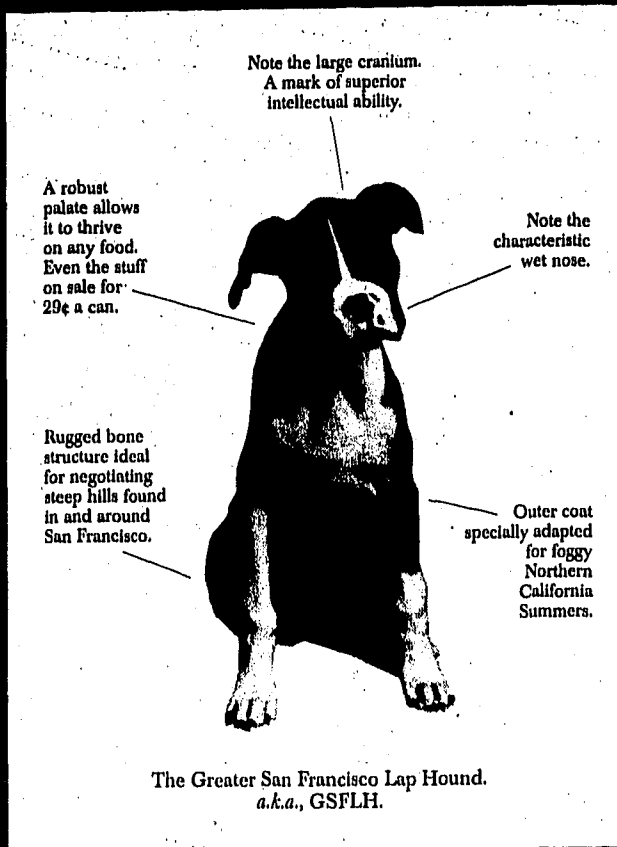 Note the large cranium.
A mark of superior
intellectual ability.
A robust
palate allows
it to thrive
on any food.
Even the stuff
on sale for
29¢ a can.
Note the
characteristic
wet nose.
Rugged bone
structure ideal
for negotiating
steep hills found
in and around
San Francisco.
Outer coat
specially adapted
for foggy
Northern
California
Summers.
The Greater San Francisco Lap Hound.
a.k.a., GSFLH.